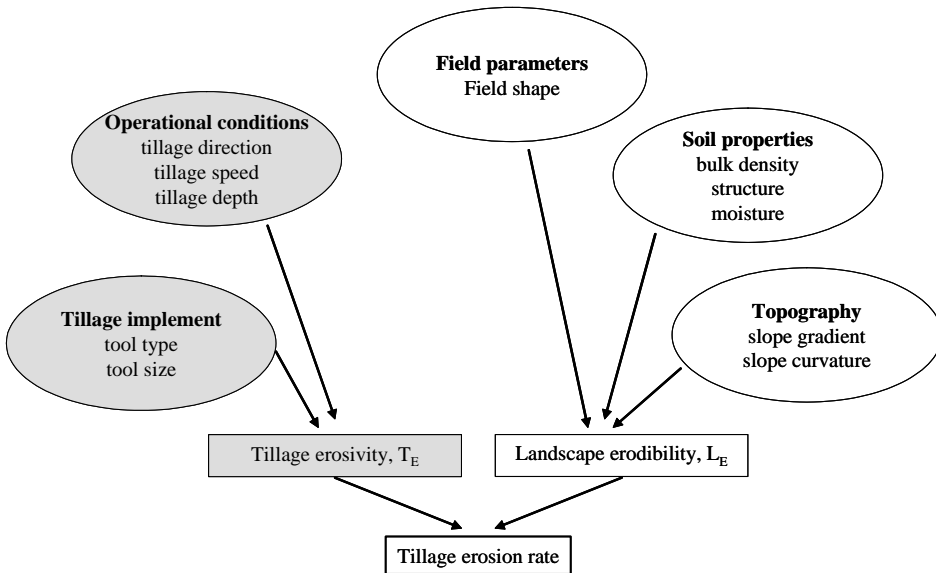 Field parameters
Field shape
Operational conditions
tillage direction
tillage speed
tillage depth
Soil properties
bulk density
structure
moisture
Tillage implement
tool type
tool size
Topography
slope gradient
slope curvature
Tillage erosivity, T_E
Landscape erodibility, L_E
Tillage erosion rate